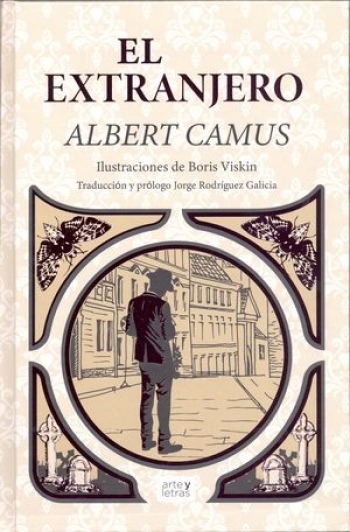 EL
EXTRANJERO
ALBERT CAMUS
Ilustraciones de Boris Viskin
Traducción y prólogo Jorge Rodríguez Galicia
arte y
letras